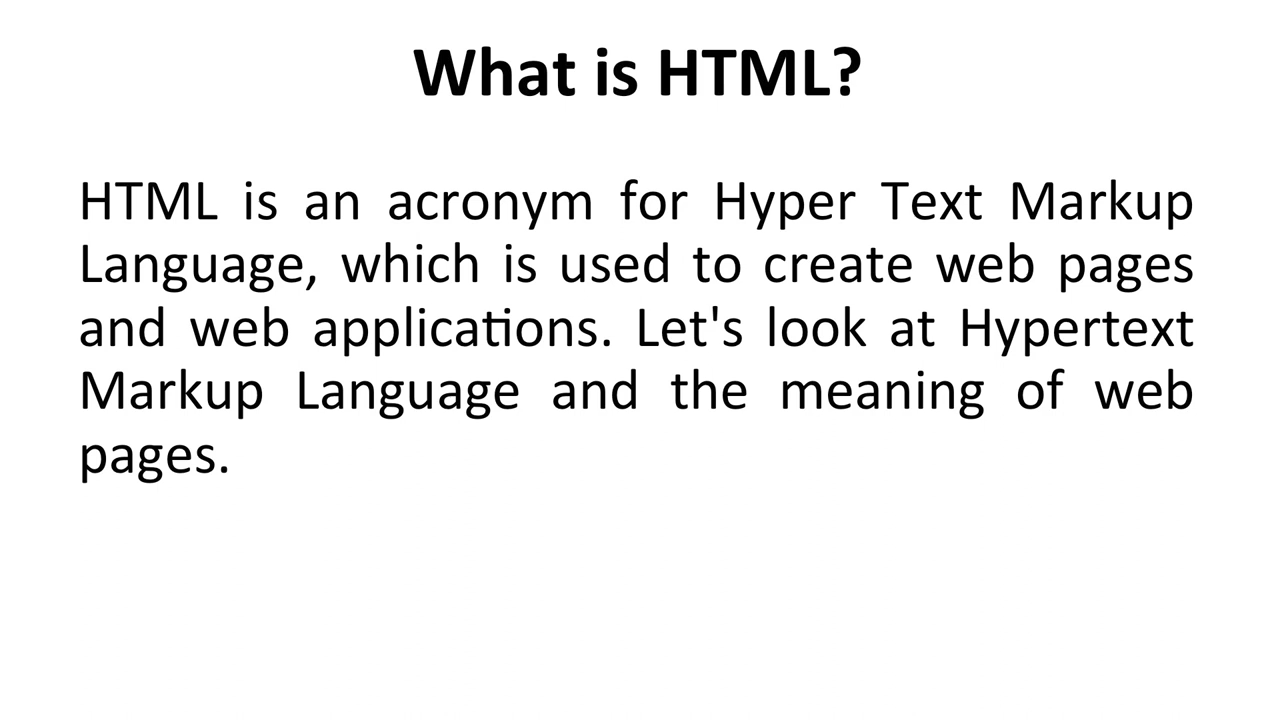 What is HTML?
HTML is an acronym for Hyper Text Markup
Language, which is used to create web pages
and web applications. Let's look at Hypertext
Markup Language and the meaning of web
pages.